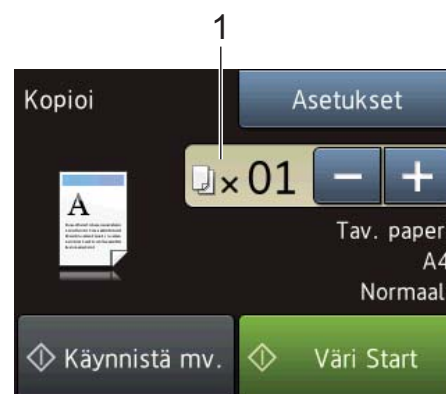 1
Kopioi
Asetukset
× 01 − +
A
Tav. paper
A4
Normaal
Käynnistä mv.
Väri Start